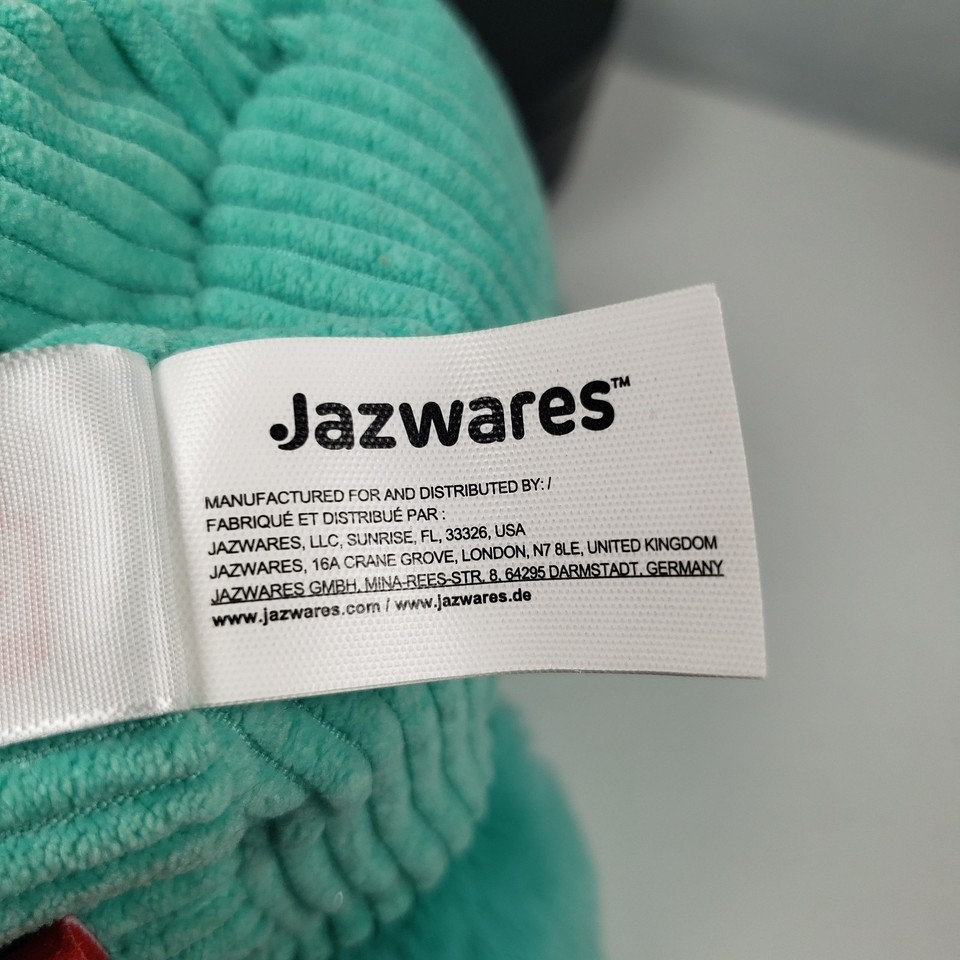 Jazwares™
MANUFACTURED FOR AND DISTRIBUTED BY: /
FABRIQUÉ ET DISTRIBUÉ PAR :
JAZWARES, LLC, SUNRISE, FL, 33326, USA
JAZWARES, 16A CRANE GROVE, LONDON, N7 8LE, UNITED KINGDOM
JAZWARES GMBH, MINA-REES-STR. 8, 64295 DARMSTADT, GERMANY
www.jazwares.com / www.jazwares.de